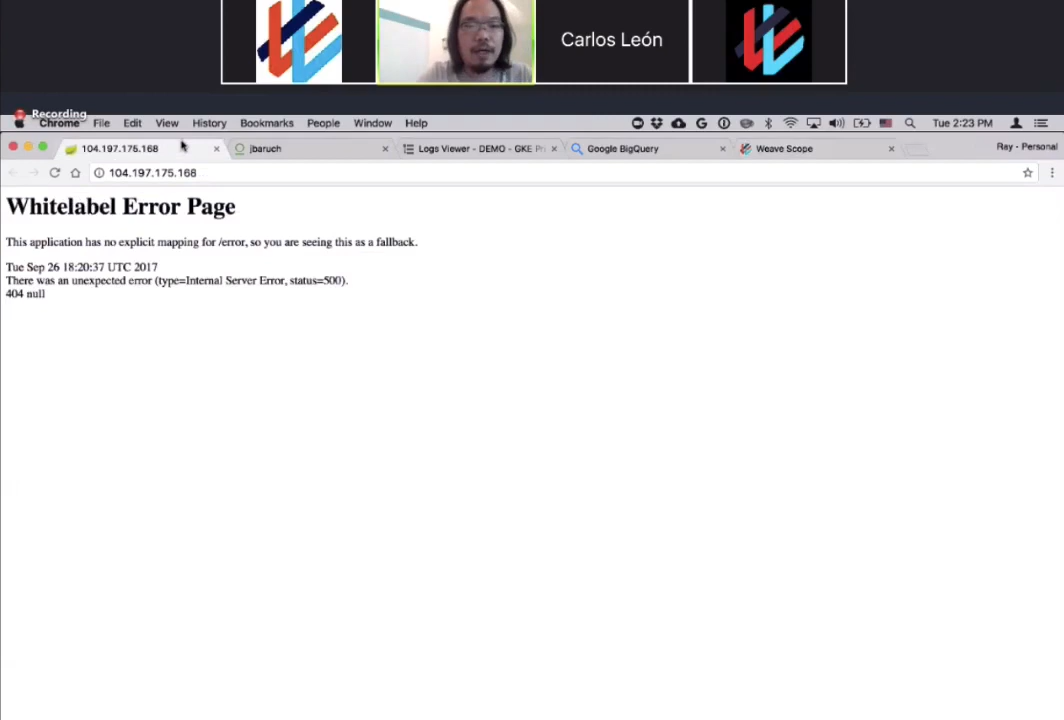 Carlos León
Recording
Chrome File Edit View History Bookmarks People Window Help Tue 2:23 PM
104.197.175.168 jbaruch Logs Viewer - DEMO - GKE Pr Google BigQuery Weave Scope Ray - Personal
104.197.175.168
Whitelabel Error Page
This application has no explicit mapping for /error, so you are seeing this as a fallback.
Tue Sep 26 18:20:37 UTC 2017
There was an unexpected error (type=Internal Server Error, status=500).
404 null